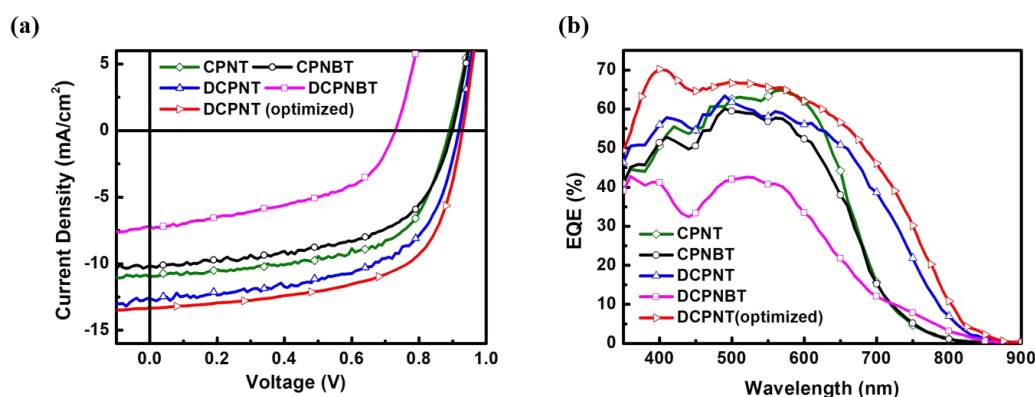 (a)
Current Density (mA/cm²)
5
0
-5
-10
-15
CPNT CPNBT
DCPNT DCPNBT
DCPNT (optimized)
0.0 0.2 0.4 0.6 0.8 1.0
Voltage (V)
(b)
EQE (%)
70
60
50
40
30
20
10
0
CPNT
CPNBT
DCPNT
DCPNBT
DCPNT(optimized)
400 500 600 700 800 900
Wavelength (nm)